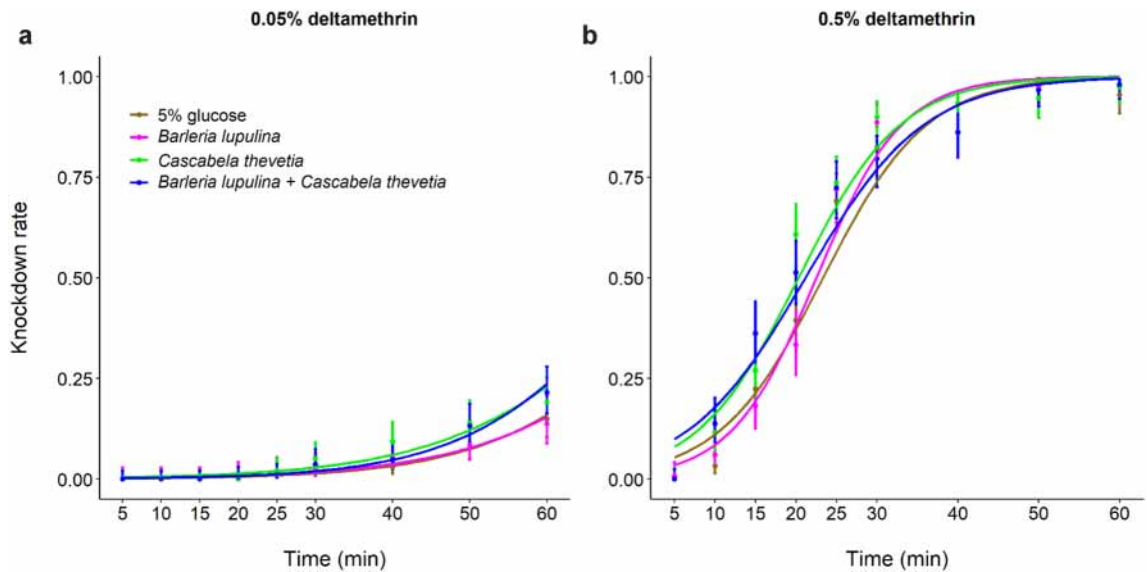 0.05% deltamethrin
0.5% deltamethrin
a
b
1.00
0.75
0.50
0.25
0.00
5% glucose
Barleria lupulina
Cascabela thevetia
Barleria lupulina + Cascabela thevetia
Knockdown rate
5 10 15 20 25 30 40 50 60
Time (min)
1.00
0.75
0.50
0.25
0.00
5 10 15 20 25 30 40 50 60
Time (min)